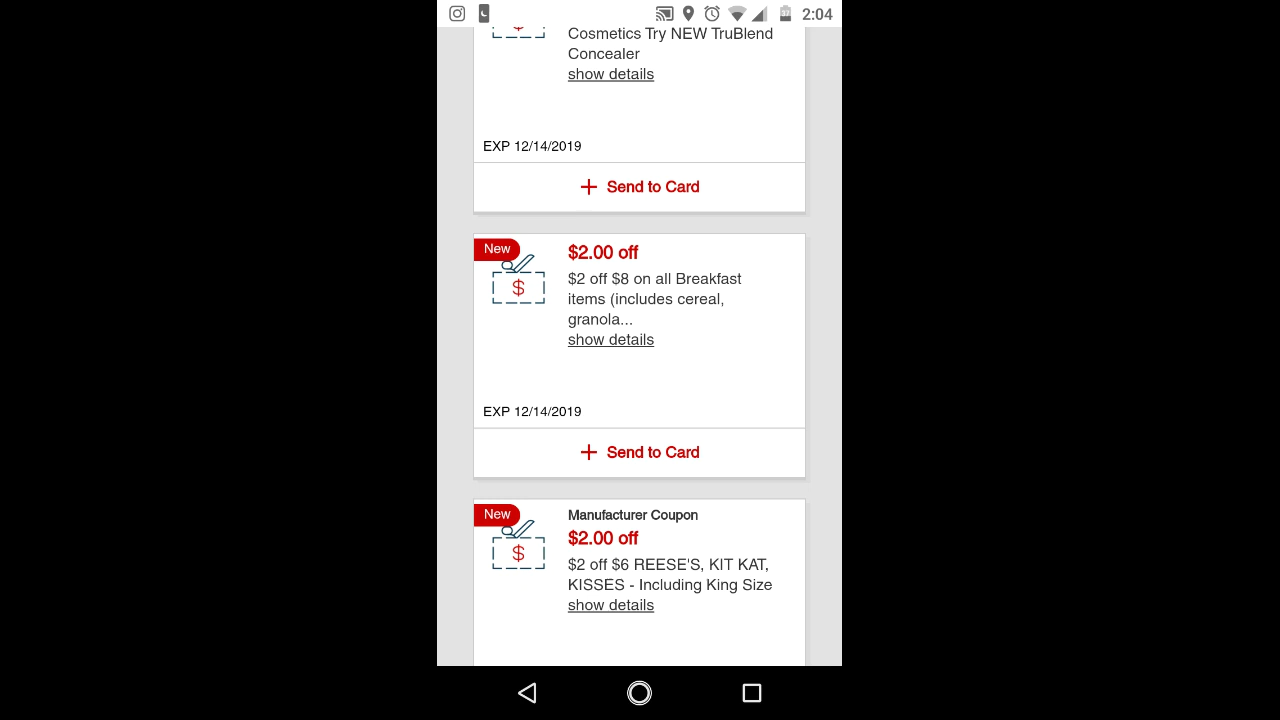 2:04
Cosmetics Try NEW TruBlend
Concealer
show details
EXP 12/14/2019
Send to Card
New
$2.00 off
$
$2 off $8 on all Breakfast
items (includes cereal,
granola...
show details
EXP 12/14/2019
Send to Card
New
Manufacturer Coupon
$2.00 off
$
$2 off $6 REESE'S, KIT KAT,
KISSES - Including King Size
show details